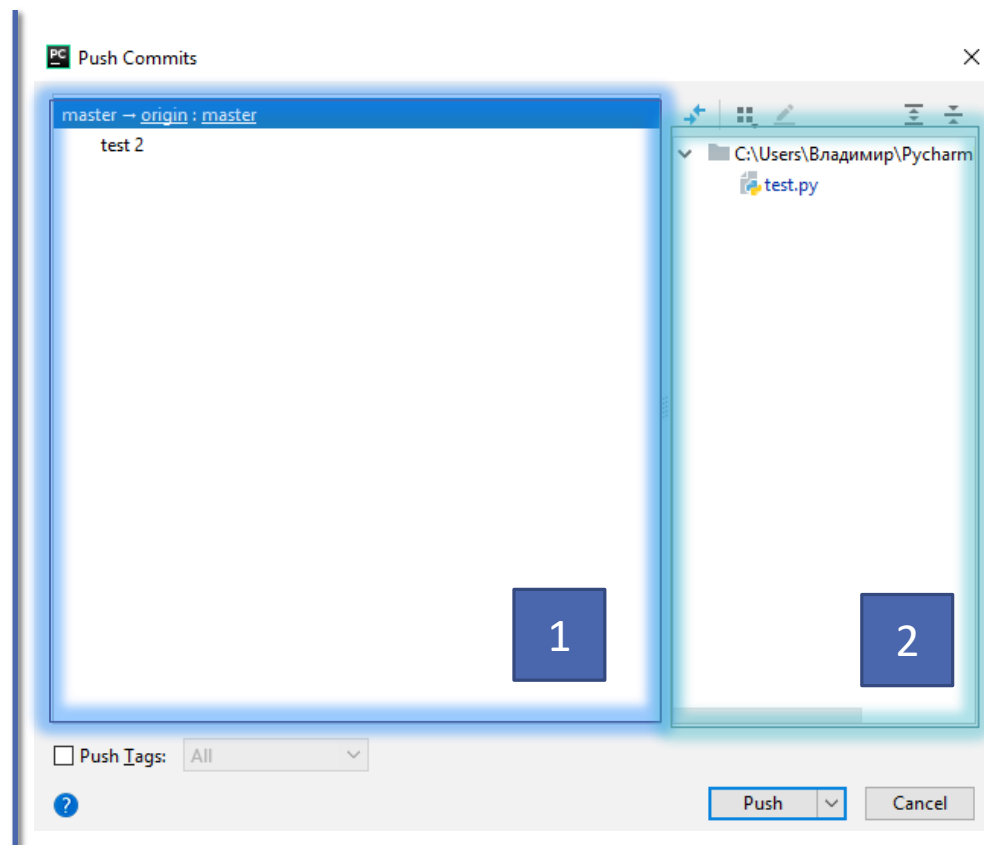 PC Push Commits
master → origin : master
test 2
C:\Users\Владимир\Pycharm
test.py
1
2
Push Tags: All
?
Push
Cancel